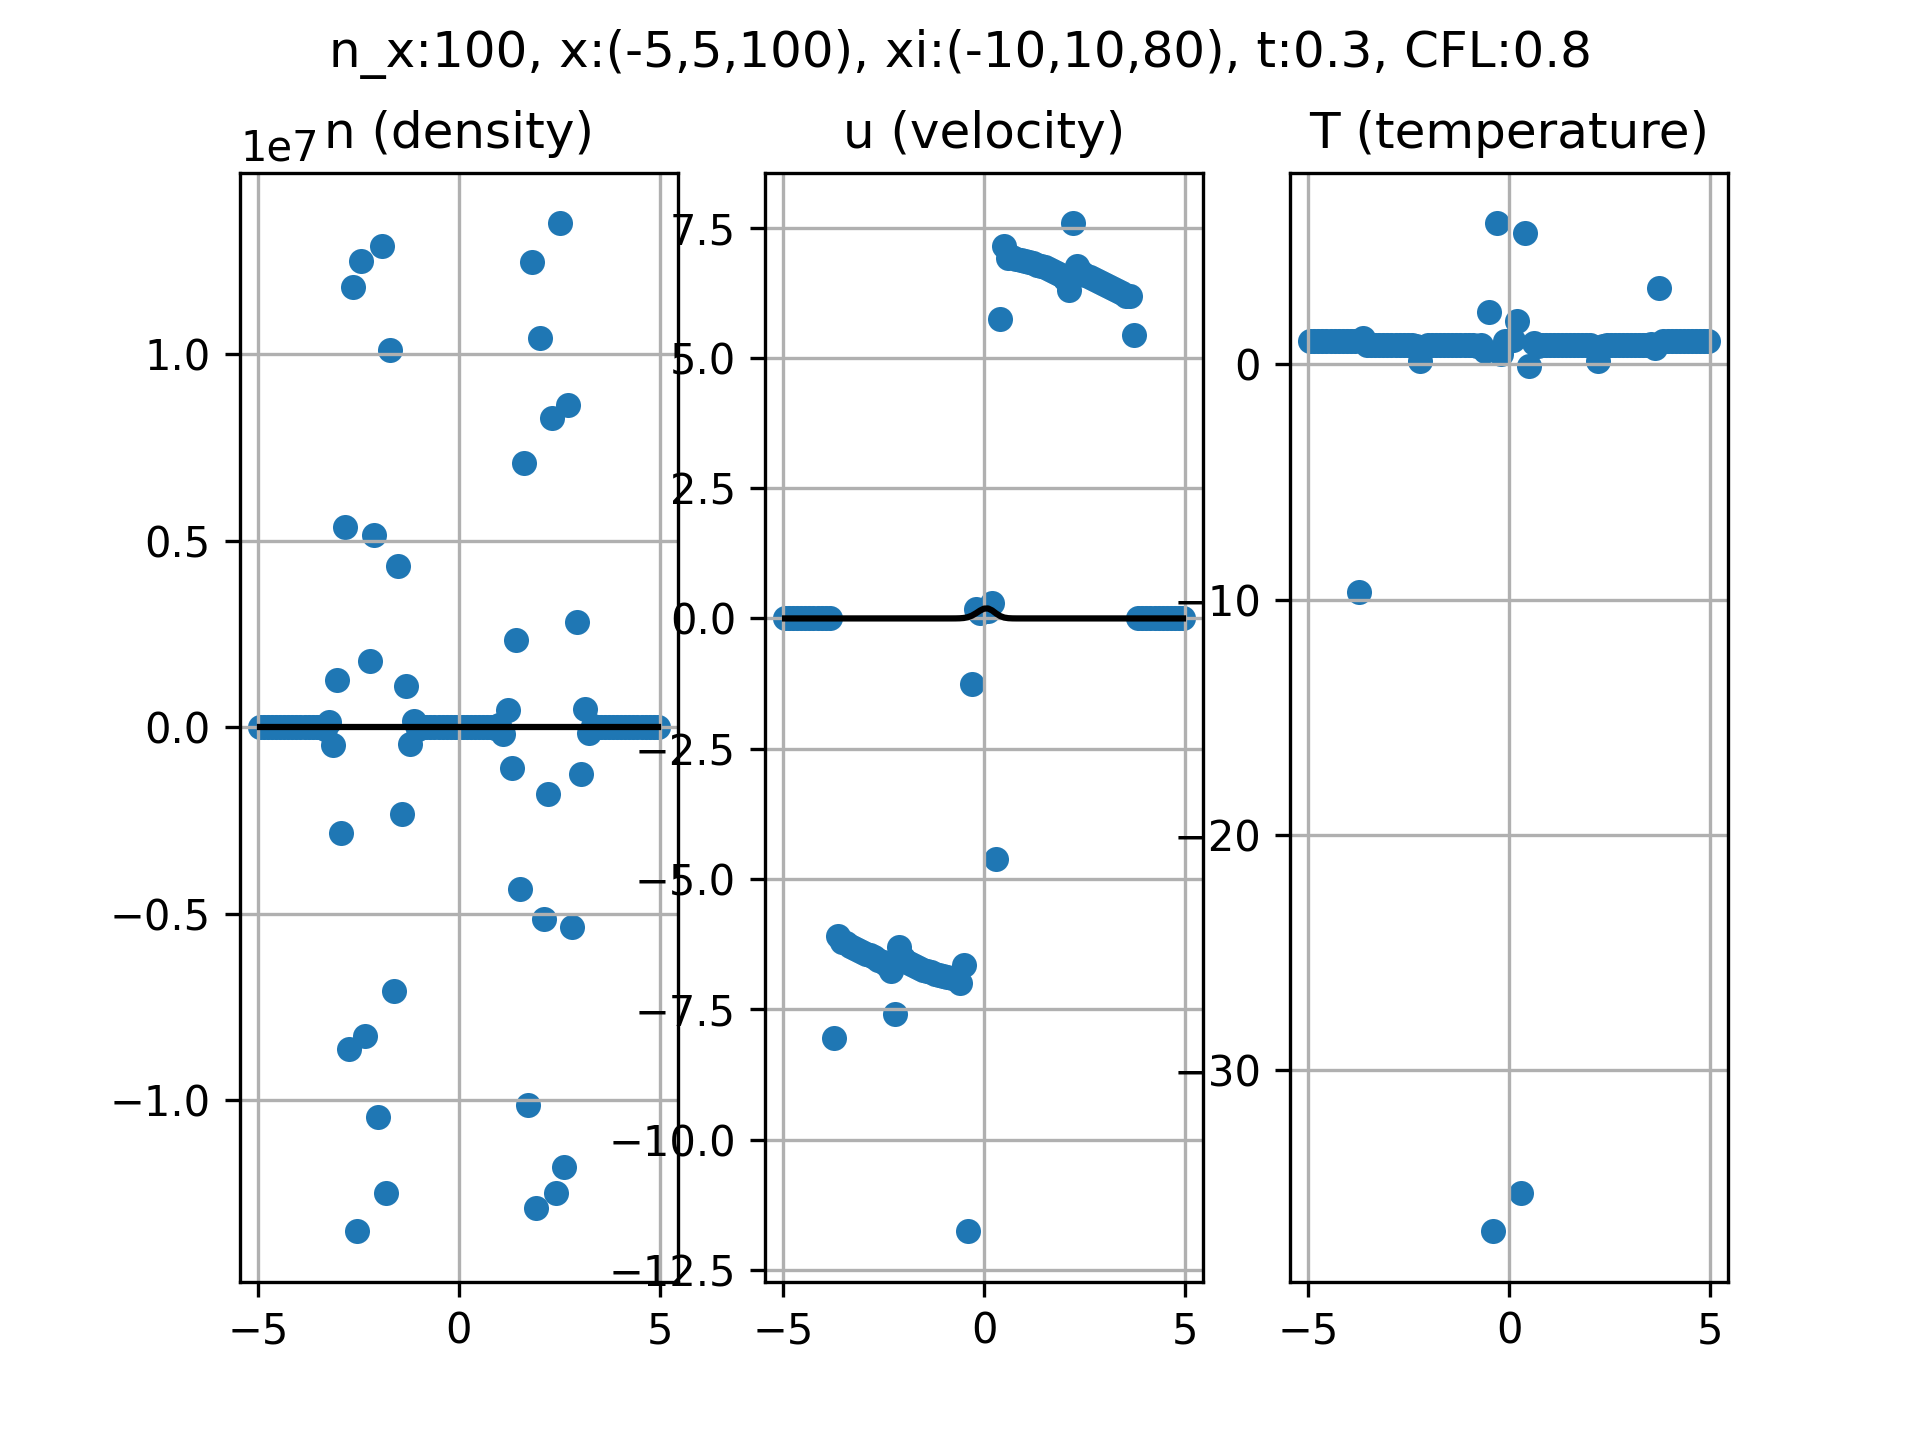 n_x:100, x:(-5,5,100), xi:(-10,10,80), t:0.3, CFL:0.8
n (density)
u (velocity)
T (temperature)
1e7
1.0
0.5
0.0
−0.5
−1.0
−5 0 5
7.5
5.0
2.5
0.0
−2.5
−5.0
−7.5
−10.0
−12.5
−5 0 5
0
−10
−20
−30
−5 0 5